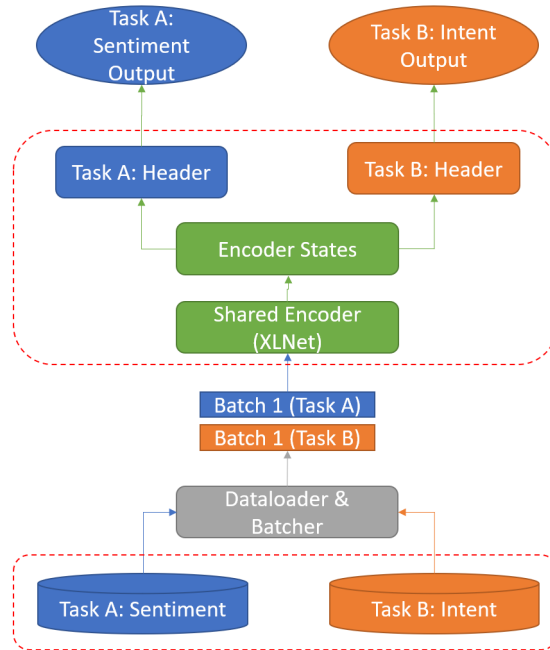 Task A:
Sentiment
Output
Task B: Intent
Output
Task A: Header
Task B: Header
Encoder States
Shared Encoder
(XLNet)
Batch 1 (Task A)
Batch 1 (Task B)
Dataloader &
Batcher
Task A: Sentiment
Task B: Intent